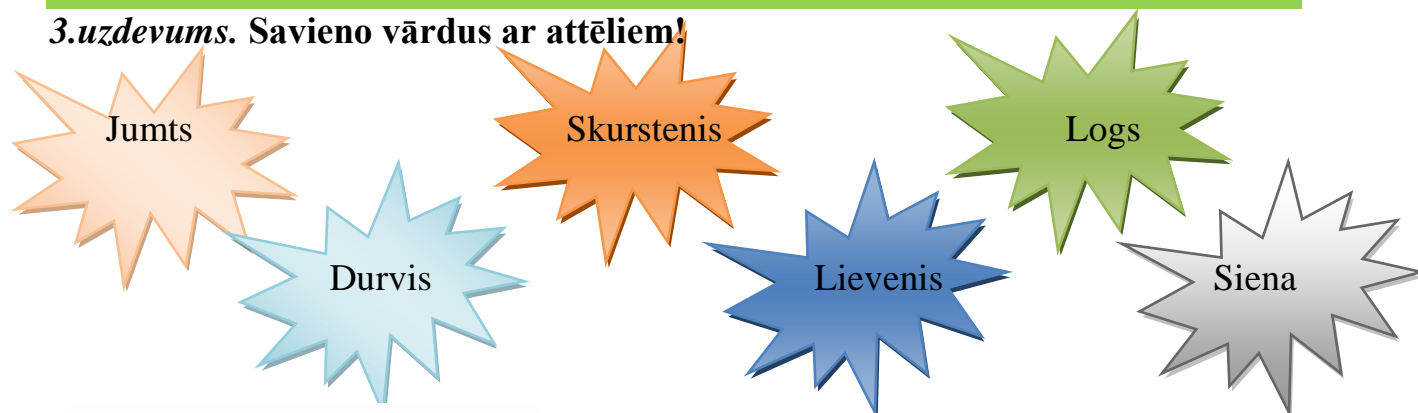 3.uzdevums. Savieno vārdus ar attēliem!
Jumts
Skurstenis
Logs
Durvis
Lievenis
Siena